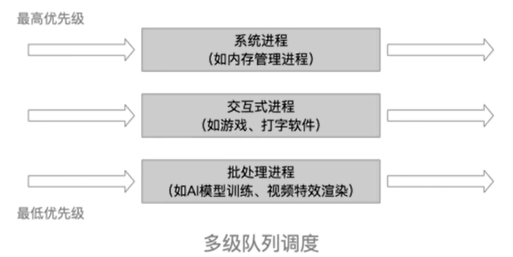 最高优先级
系统进程
（如内存管理进程）
交互式进程
（如游戏、打字软件）
批处理进程
（如AI模型训练、视频特效渲染）
最低优先级
多级队列调度